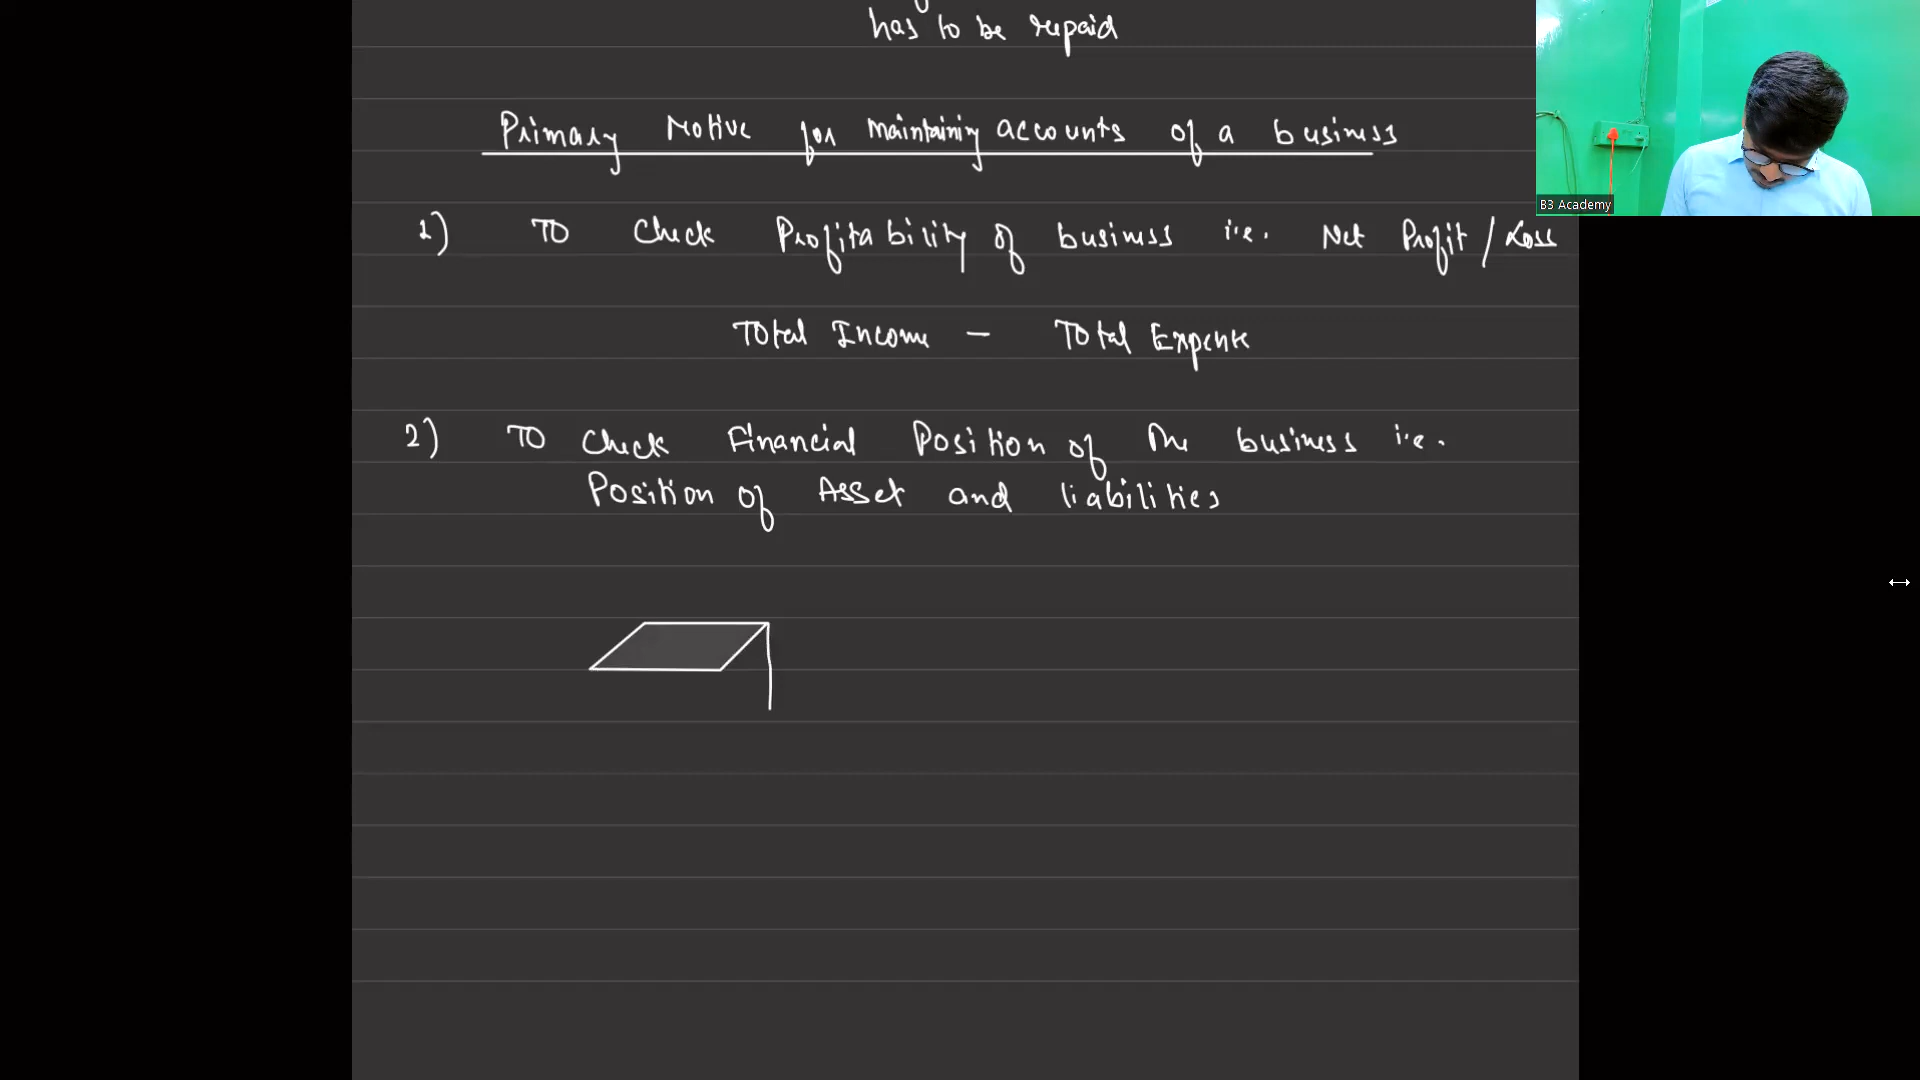 has to be repaid
Primary Motive for maintaining accounts of a business
B3 Academy
1) To Check Profitability of business i.e. Net Profit / Loss
Total Income - Total Expense
2) To Check Financial Position of the business i.e.
Position of Asset and liabilities